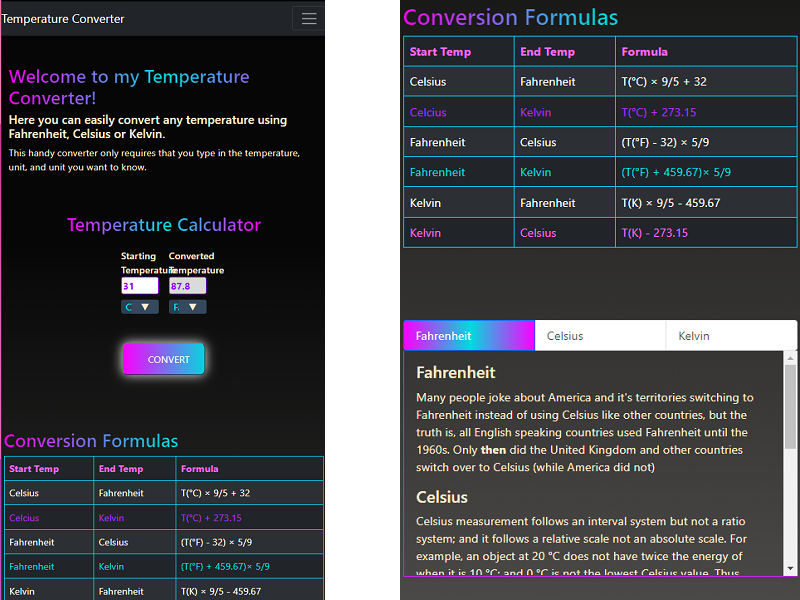 Temperature Converter
Welcome to my Temperature
Converter!
Here you can easily convert any temperature using
Fahrenheit, Celsius or Kelvin.
This handy converter only requires that you type in the temperature,
unit, and unit you want to know.
Temperature Calculator
Starting Converted
Temperature Temperature
31 87.8
C ▼ F. ▼
CONVERT
Conversion Formulas
Start Temp End Temp Formula
Celsius Fahrenheit T(°C) × 9/5 + 32
Celcius Kelvin T(°C) + 273.15
Fahrenheit Celsius (T(°F) - 32) × 5/9
Fahrenheit Kelvin (T(°F) + 459.67)× 5/9
Kelvin Fahrenheit T(K) × 9/5 - 459.67
Conversion Formulas
Start Temp End Temp Formula
Celsius Fahrenheit T(°C) × 9/5 + 32
Celcius Kelvin T(°C) + 273.15
Fahrenheit Celsius (T(°F) - 32) × 5/9
Fahrenheit Kelvin (T(°F) + 459.67)× 5/9
Kelvin Fahrenheit T(K) × 9/5 - 459.67
Kelvin Celsius T(K) - 273.15
Fahrenheit Celsius Kelvin
Fahrenheit
Many people joke about America and it's territories switching to
Fahrenheit instead of using Celsius like other countries, but the
truth is, all English speaking countries used Fahrenheit until the
1960s. Only then did the United Kingdom and other countries
switch over to Celsius (while America did not)
Celsius
Celsius measurement follows an interval system but not a ratio
system; and it follows a relative scale not an absolute scale. For
example, an object at 20 °C does not have twice the energy of
when it is 10 °C; and 0 °C is not the lowest Celsius value. Thus,